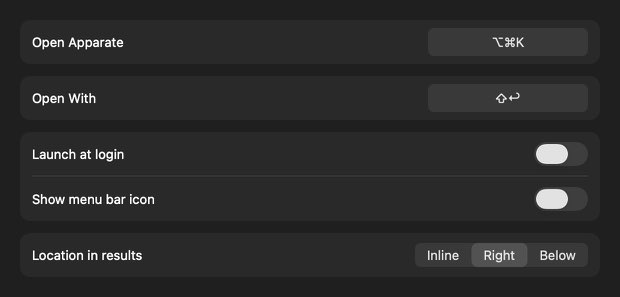 Open Apparate
⌥⌘K
Open With
⇧↩
Launch at login
Show menu bar icon
Location in results
Inline Right Below